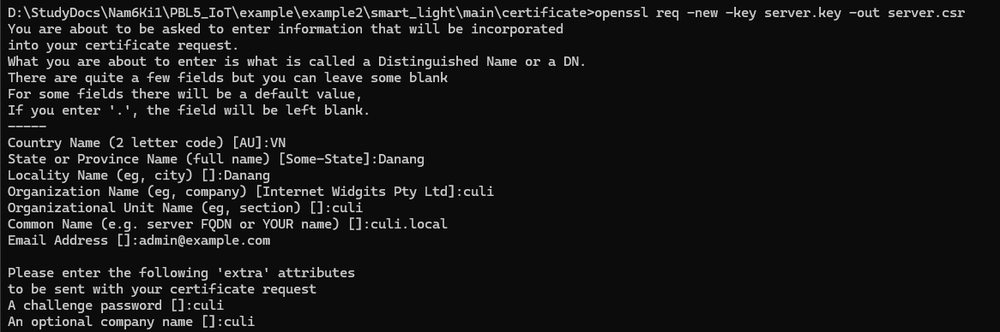 D:\StudyDocs\Nam6Ki1\PBL5_IoT\example\example2\smart_light\main\certificate>openssl req -new -key server.key -out server.csr
You are about to be asked to enter information that will be incorporated
into your certificate request.
What you are about to enter is what is called a Distinguished Name or a DN.
There are quite a few fields but you can leave some blank
For some fields there will be a default value,
If you enter '.', the field will be left blank.
-----
Country Name (2 letter code) [AU]:VN
State or Province Name (full name) [Some-State]:Danang
Locality Name (eg, city) []:Danang
Organization Name (eg, company) [Internet Widgits Pty Ltd]:culi
Organizational Unit Name (eg, section) []:culi
Common Name (e.g. server FQDN or YOUR name) []:culi.local
Email Address []:admin@example.com

Please enter the following 'extra' attributes
to be sent with your certificate request
A challenge password []:culi
An optional company name []:culi